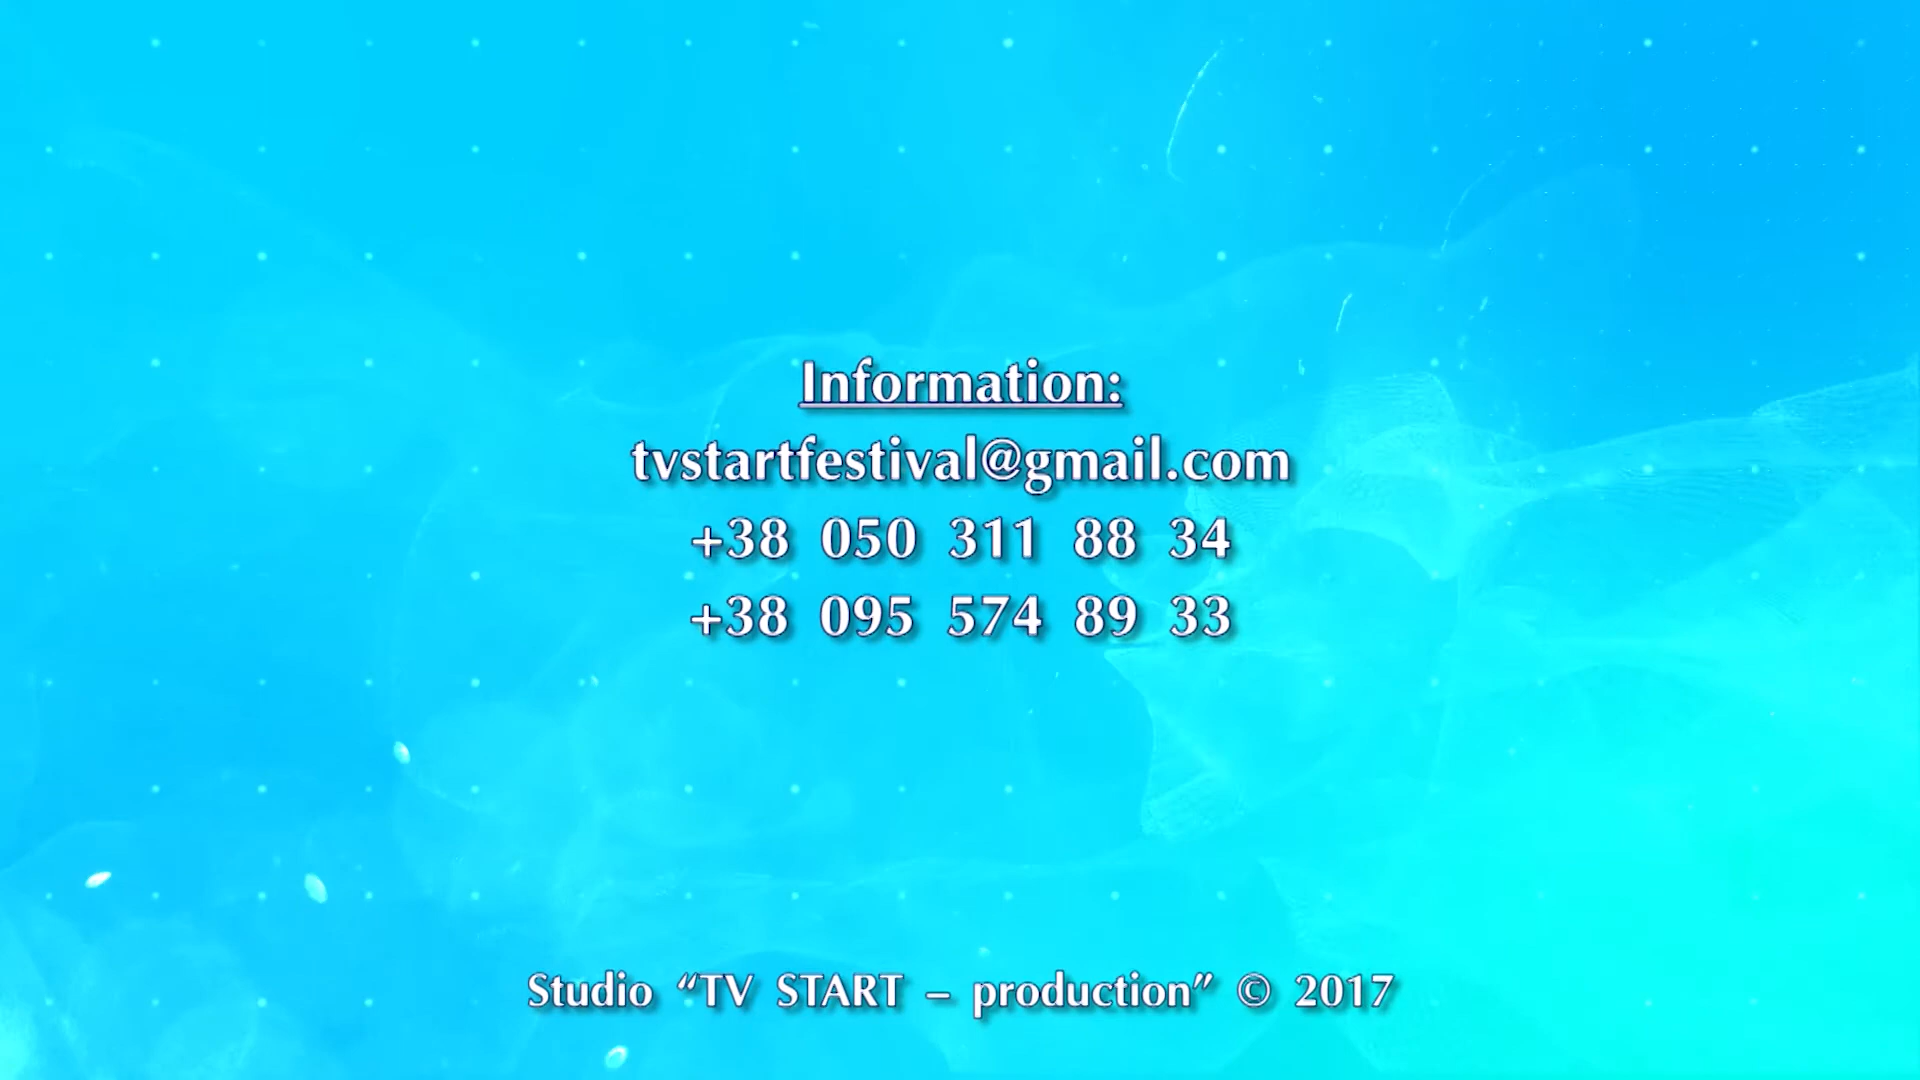 Information:
tvstartfestival@gmail.com
+38 050 311 88 34
+38 095 574 89 33
Studio “TV START – production” © 2017